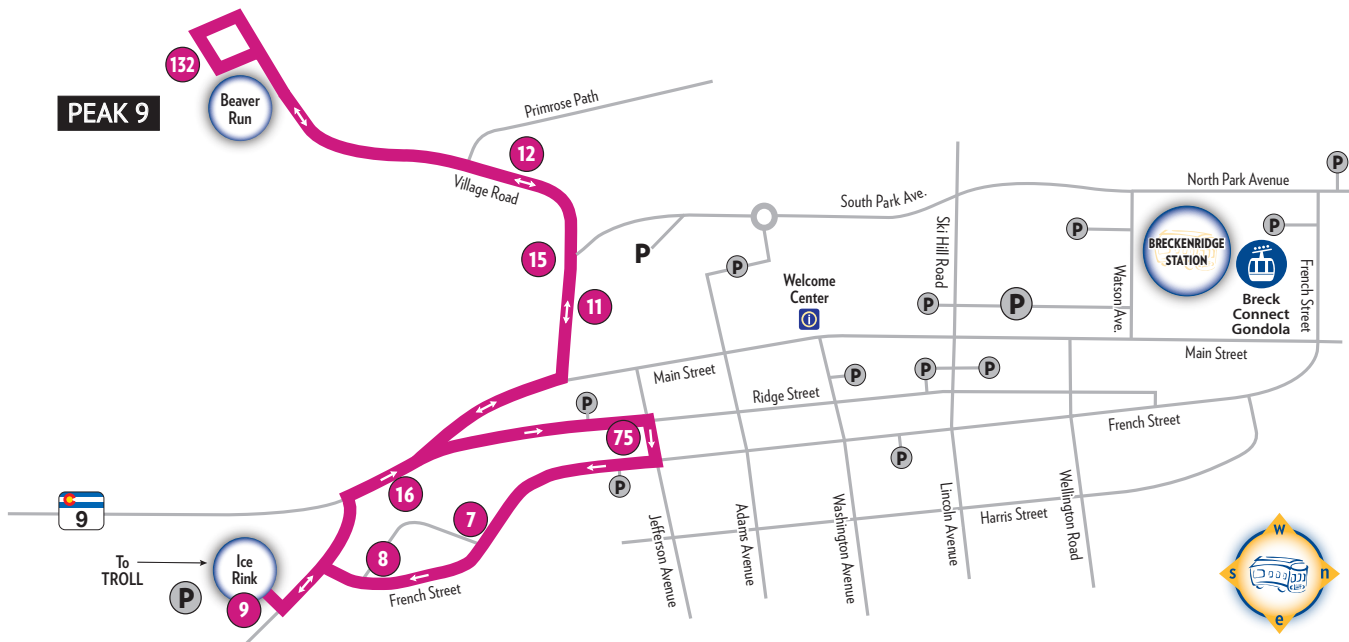 132
Beaver
Run
PEAK 9
Primrose Path
12
Village Road
15
11
P
South Park Ave.
North Park Avenue
P
P
P
BRECKENRIDGE
STATION
Breck
Connect
Gondola
French Street
Watson Ave.
Ski Hill Road
P
P
P
Welcome
Center
i
Main Street
Main Street
P
P
P
P
Ridge Street
75
French Street
P
P
16
9
7
8
French Street
To
TROLL
Ice
Rink
9
P
Jefferson Avenue
Adams Avenue
Washington Avenue
Lincoln Avenue
Wellington Road
Harris Street
w
s
n
e